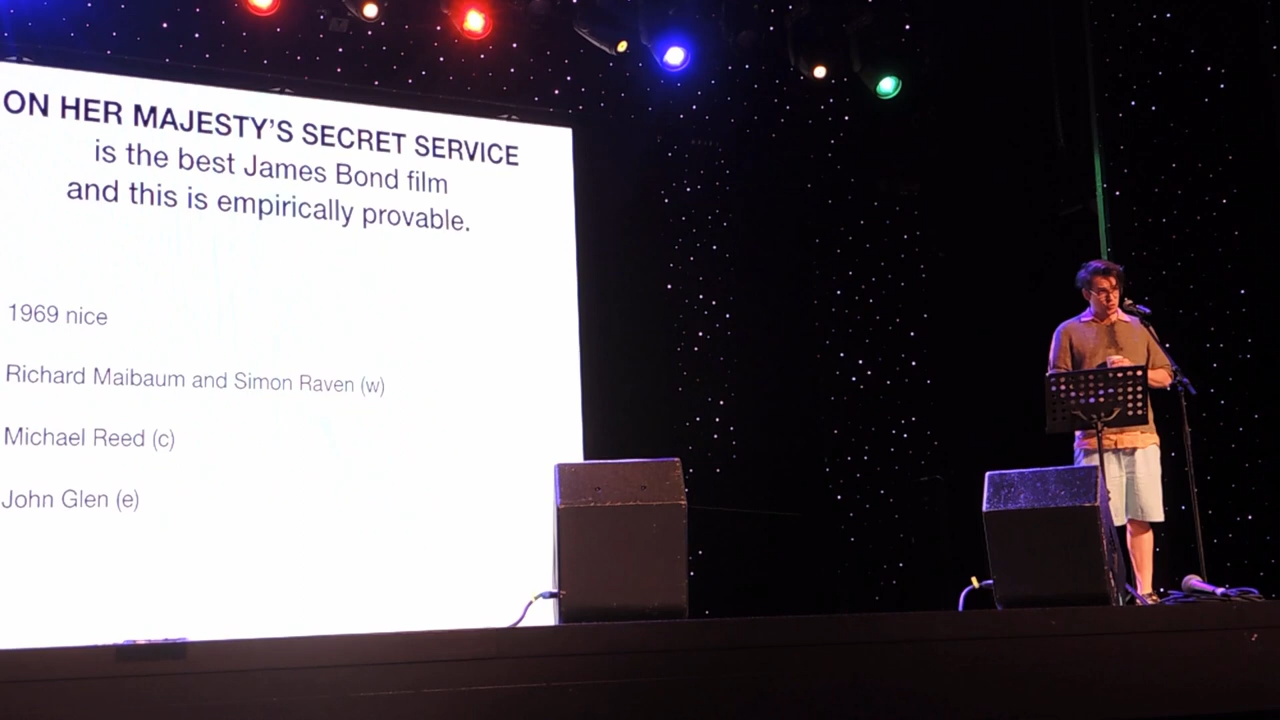 ON HER MAJESTY'S SECRET SERVICE
is the best James Bond film
and this is empirically provable.
1969 nice
Richard Maibaum and Simon Raven (w)
Michael Reed (c)
John Glen (e)